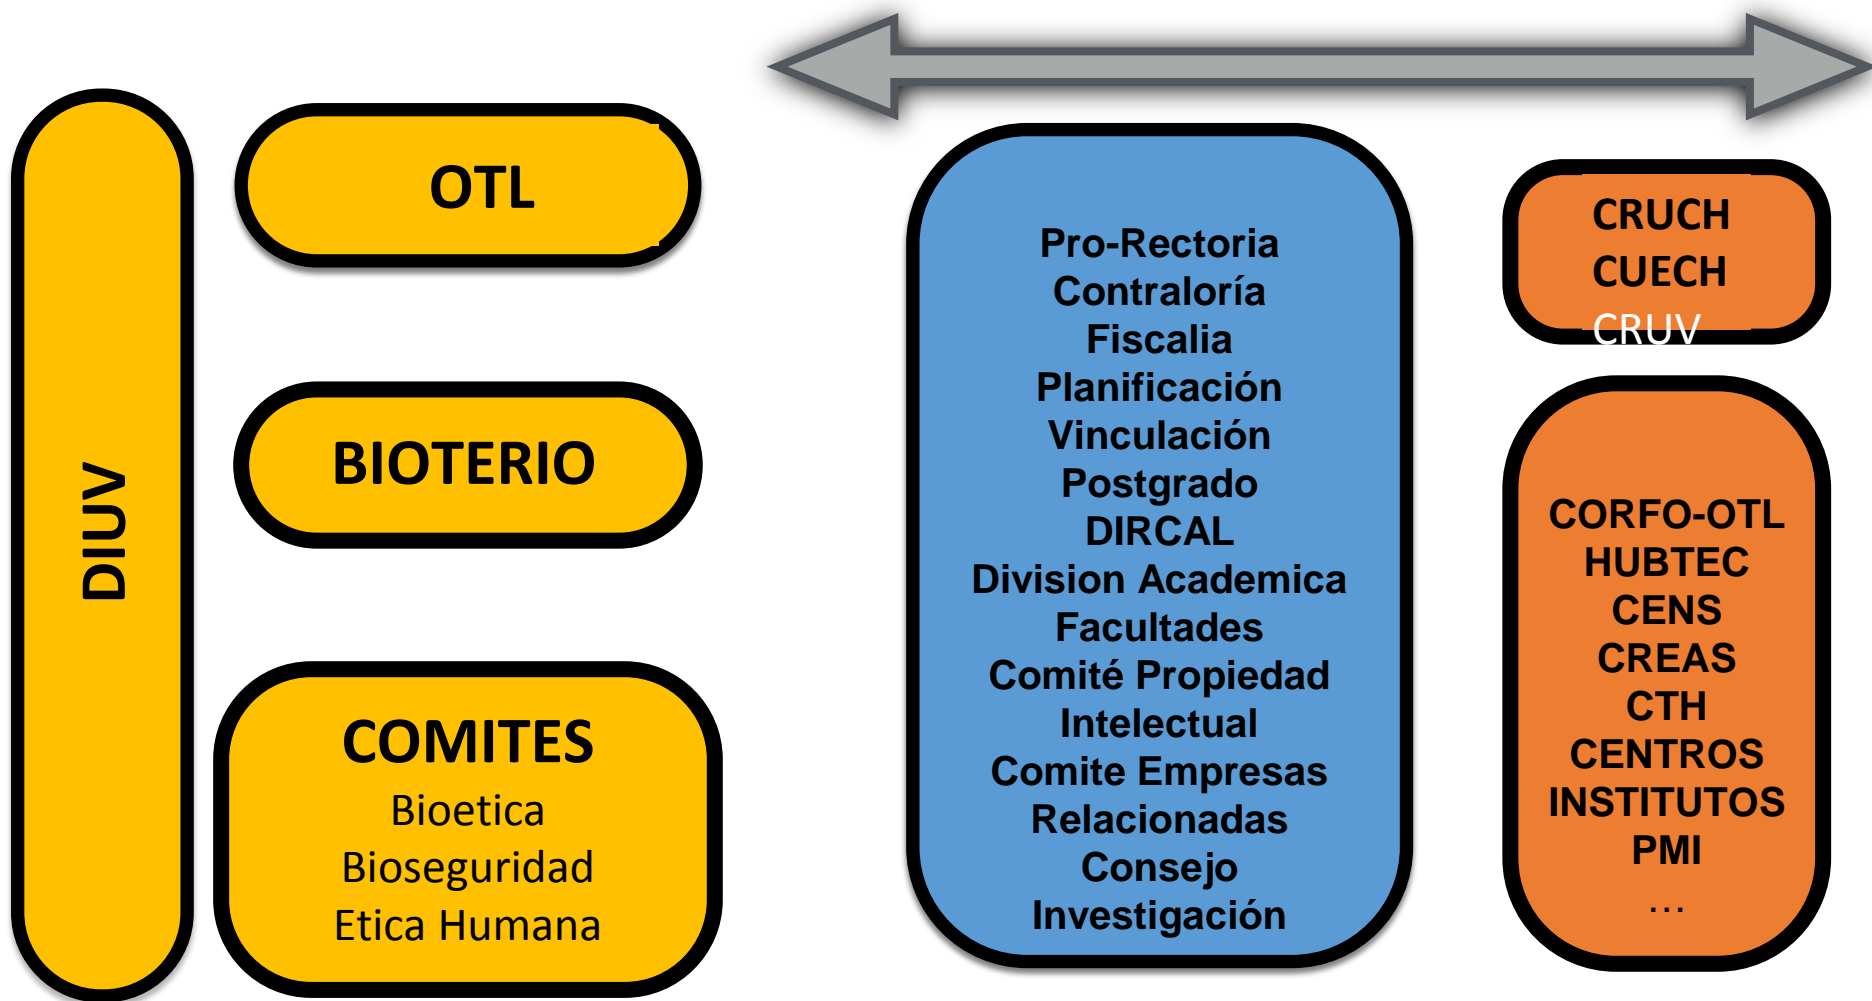 DIUV
OTL
BIOTERIO
COMITES
Bioetica
Bioseguridad
Etica Humana
Pro-Rectoria
Contraloría
Fiscalia
Planificación
Vinculación
Postgrado
DIRCAL
Division Academica
Facultades
Comité Propiedad
Intelectual
Comite Empresas
Relacionadas
Consejo
Investigación
CRUCH
CUECH
CRUV
CORFO-OTL
HUBTEC
CENS
CREAS
CTH
CENTROS
INSTITUTOS
PMI
…